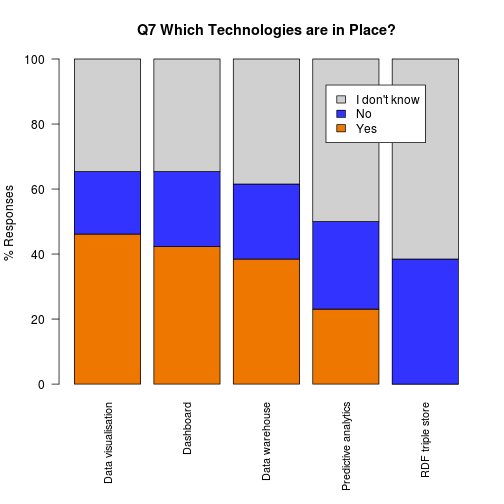 Q7 Which Technologies are in Place?
100
80
60
40
20
0
% Responses
I don't know
No
Yes
Data visualisation
Dashboard
Data warehouse
Predictive analytics
RDF triple store